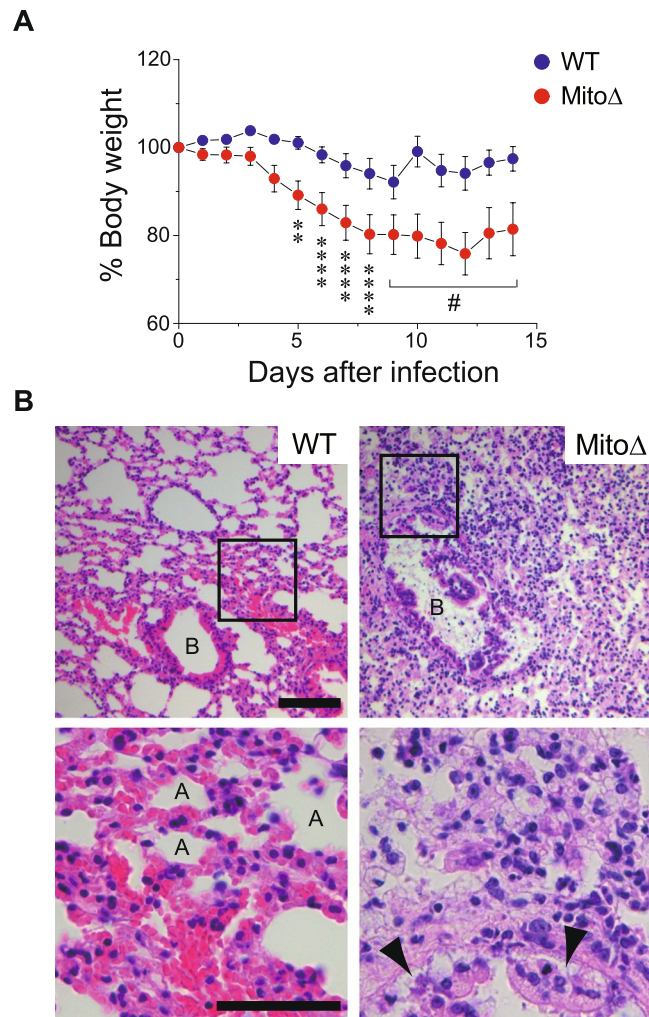 A
120
100
80
60
% Body weight
WT
MitoΔ
**
****
****
****
#
0
5
10
15
Days after infection
B
WT
MitoΔ
B
B
A
A
A